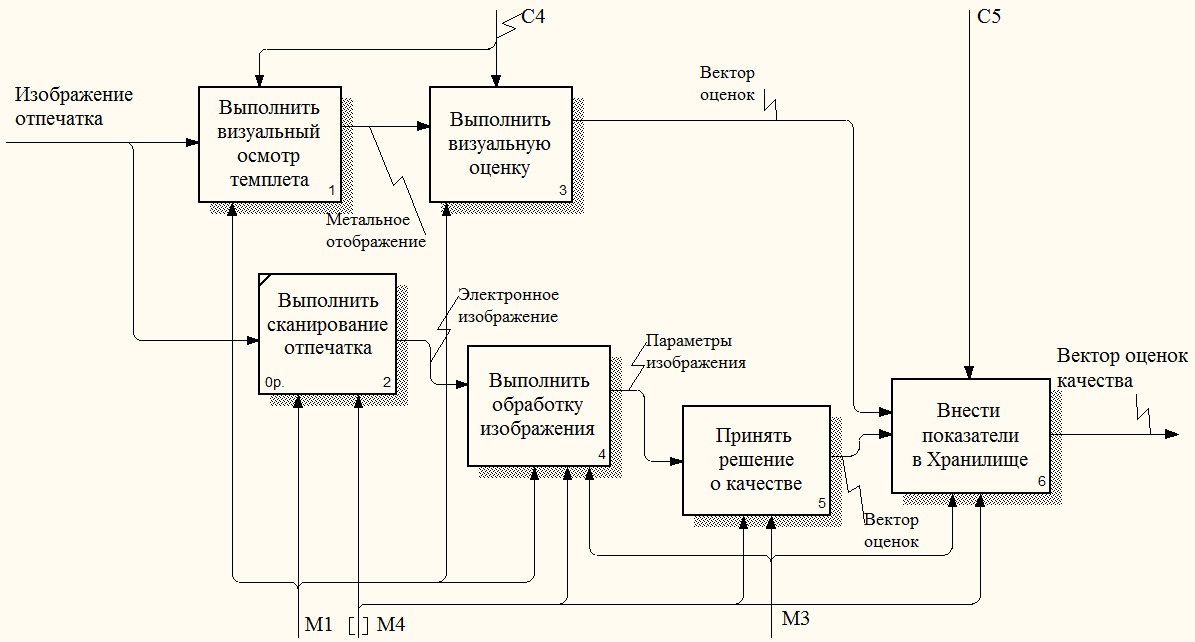 C4
C5
Изображение
отпечатка
Выполнить
визуальный
осмотр
темплета
1
Выполнить
визуальную
оценку
3
Вектор
оценок
Метальное
отображение
Выполнить
сканирование
отпечатка
0р.
2
Электронное
изображение
Выполнить
обработку
изображения
4
Параметры
изображения
Принять
решение
о качестве
5
Вектор
оценок
Внести
показатели
в Хранилище
6
Вектор оценок
качества
M1
M4
M3